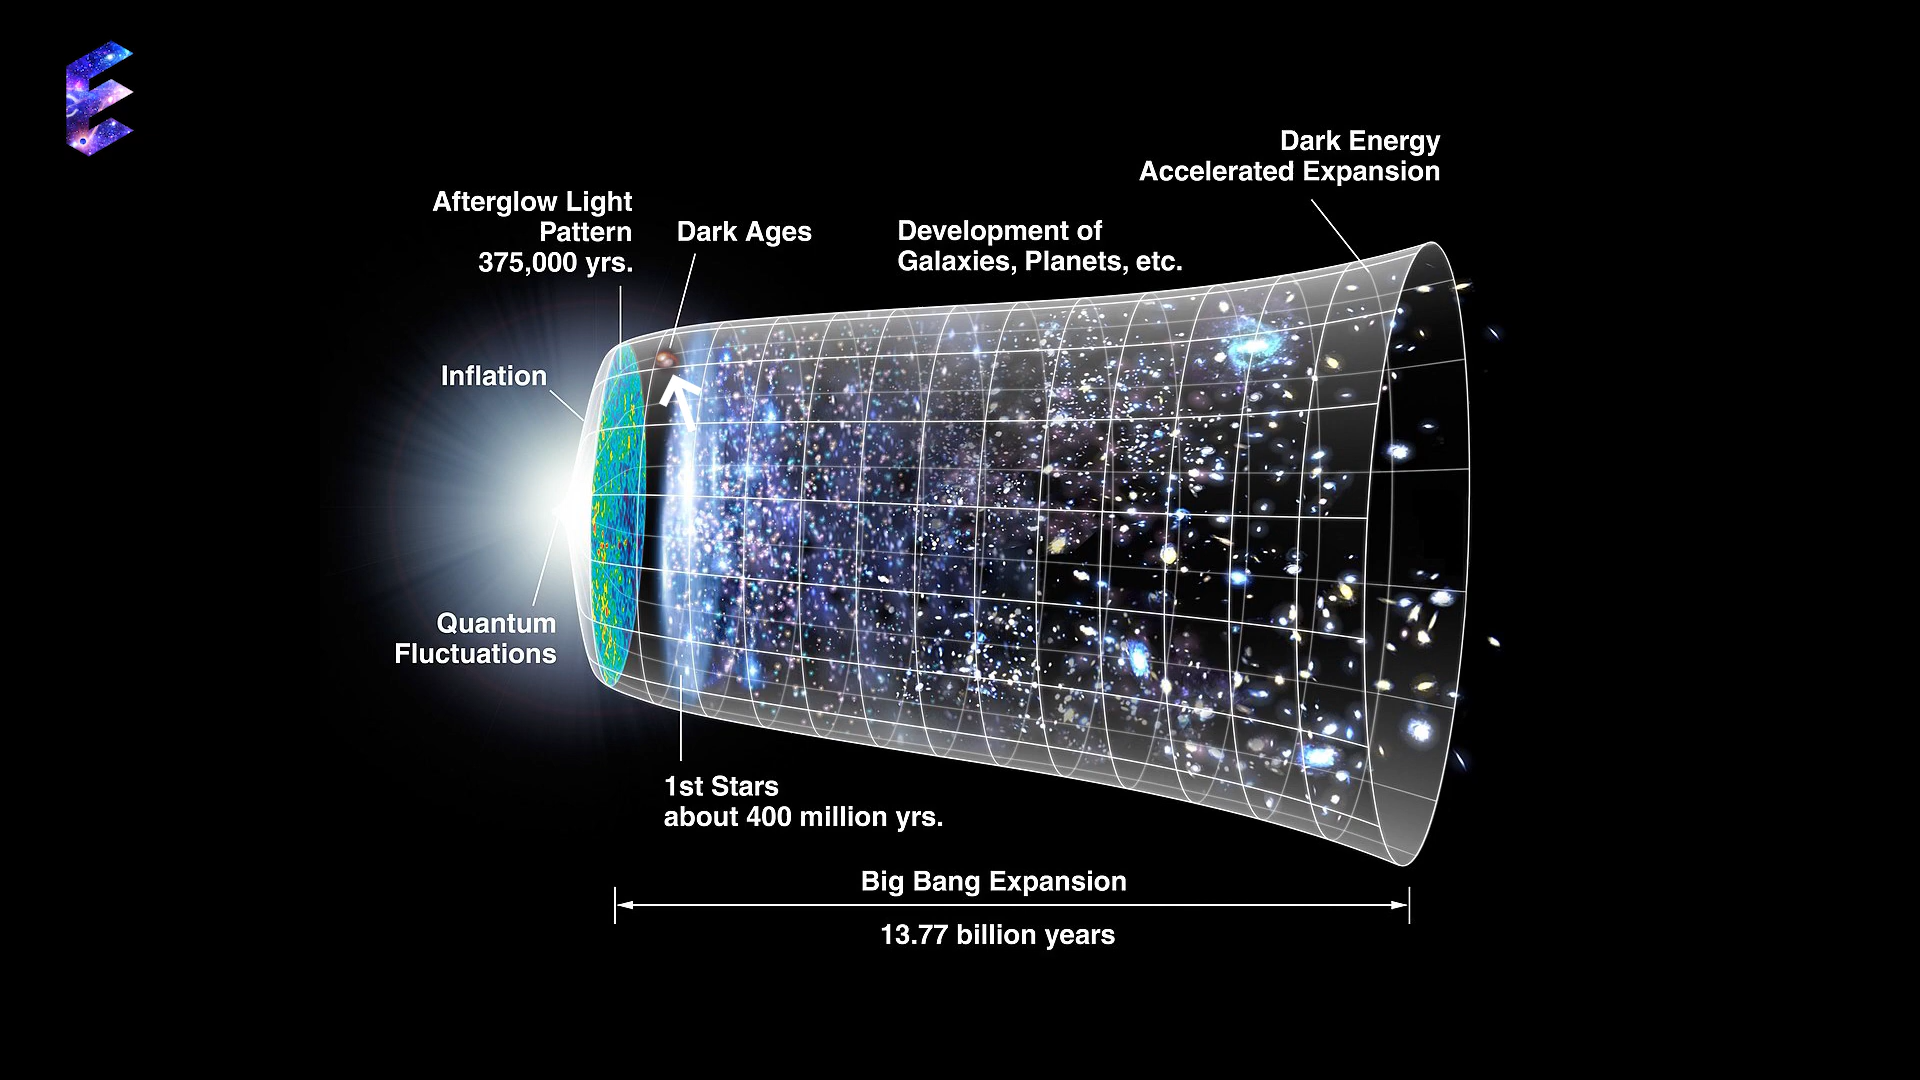 E
Dark Energy
Accelerated Expansion
Afterglow Light
Pattern
375,000 yrs.
Dark Ages
Development of
Galaxies, Planets, etc.
Inflation
Quantum
Fluctuations
1st Stars
about 400 million yrs.
Big Bang Expansion
13.77 billion years